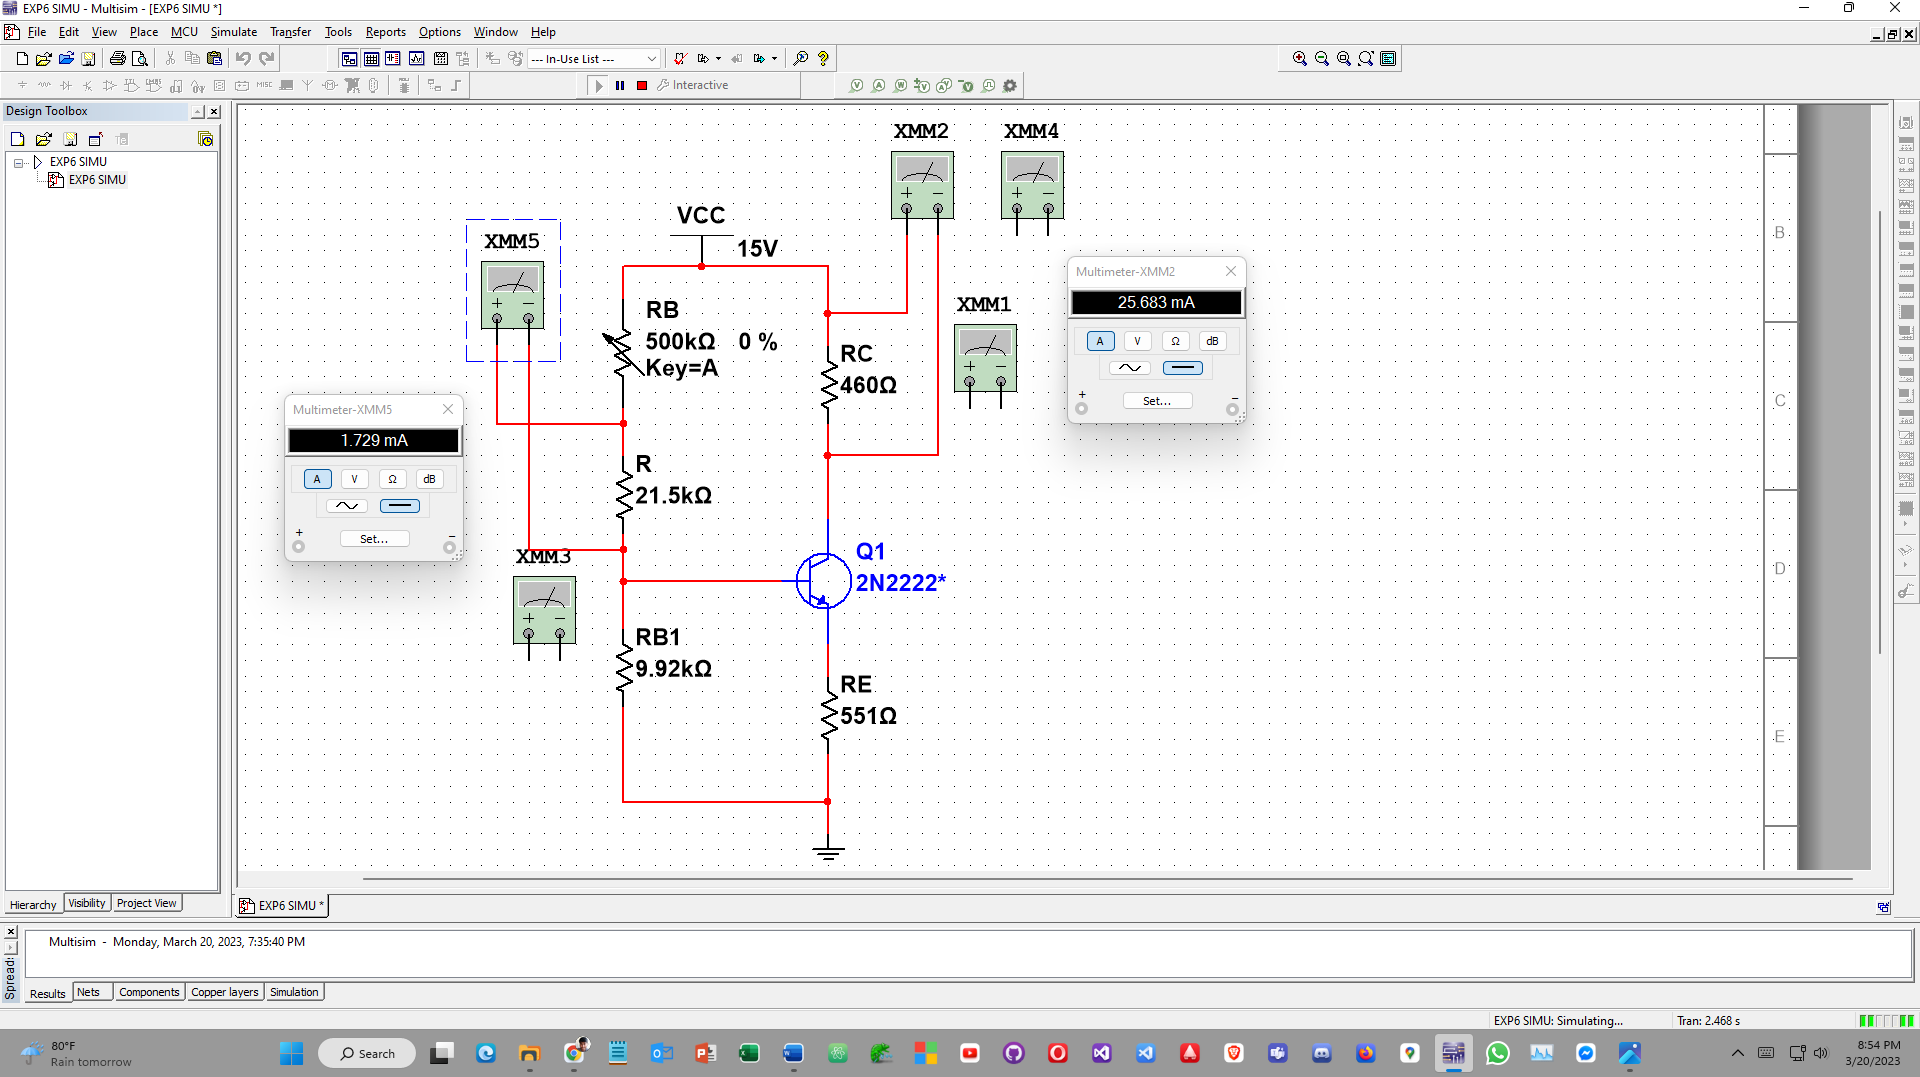 EXP6 SIMU - Multisim - [EXP6 SIMU *]
File Edit View Place MCU Simulate Transfer Tools Reports Options Window Help
--- In-Use List ---
Interactive
Design Toolbox
EXP6 SIMU
EXP6 SIMU
XMM2
XMM4
VCC
15V
XMM5
RB
500kΩ 0 %
Key=A
XMM1
RC
460Ω
Multimeter-XMM2
25.683 mA
A V Ω dB
+ Set... −
Multimeter-XMM5
1.729 mA
A V Ω dB
+ Set... −
R
21.5kΩ
XMM3
Q1
2N2222*
RB1
9.92kΩ
RE
551Ω
B
C
D
E
Hierarchy Visibility Project View
EXP6 SIMU *
Multisim - Monday, March 20, 2023, 7:35:40 PM
Spread:
Results Nets Components Copper layers Simulation
EXP6 SIMU: Simulating... Tran: 2.468 s
80°F
Rain tomorrow
Search
8:54 PM
3/20/2023